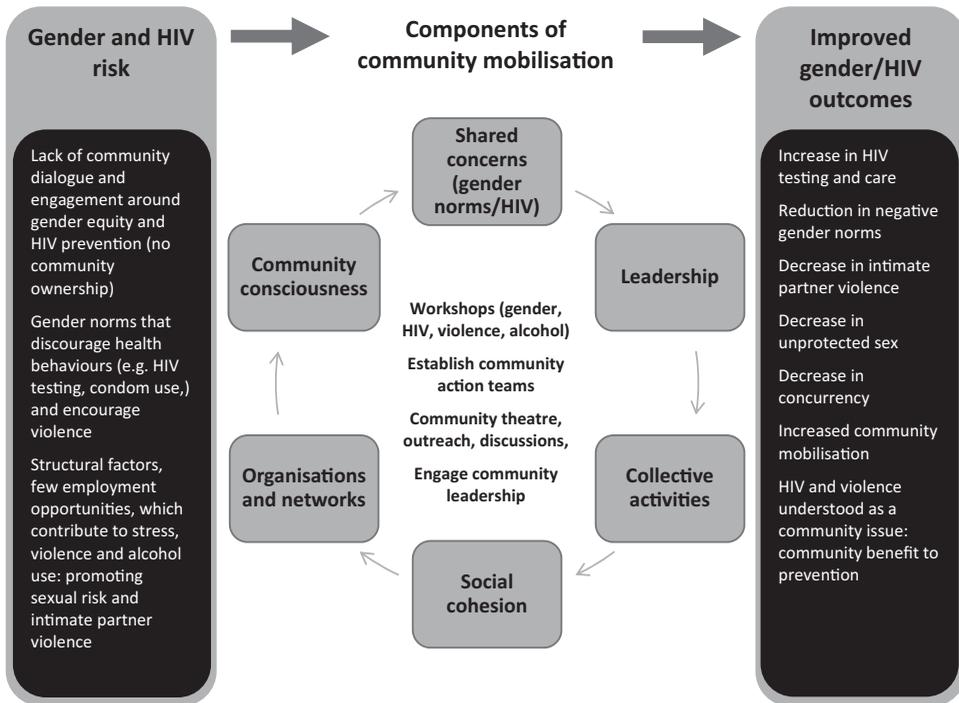 Gender and HIV
risk
Lack of community
dialogue and
engagement around
gender equity and
HIV prevention (no
community
ownership)
Gender norms that
discourage health
behaviours (e.g. HIV
testing, condom use,)
and encourage
violence
Structural factors,
few employment
opportunities, which
contribute to stress,
violence and alcohol
use: promoting
sexual risk and
intimate partner
violence
Components of
community mobilisation
Shared
concerns
(gender
norms/HIV)
Leadership
Collective
activities
Social
cohesion
Organisations
and networks
Community
consciousness
Workshops (gender,
HIV, violence, alcohol)
Establish community
action teams
Community theatre,
outreach, discussions,
Engage community
leadership
Improved
gender/HIV
outcomes
Increase in HIV
testing and care
Reduction in negative
gender norms
Decrease in intimate
partner violence
Decrease in
unprotected sex
Decrease in
concurrency
Increased community
mobilisation
HIV and violence
understood as a
community issue:
community benefit to
prevention